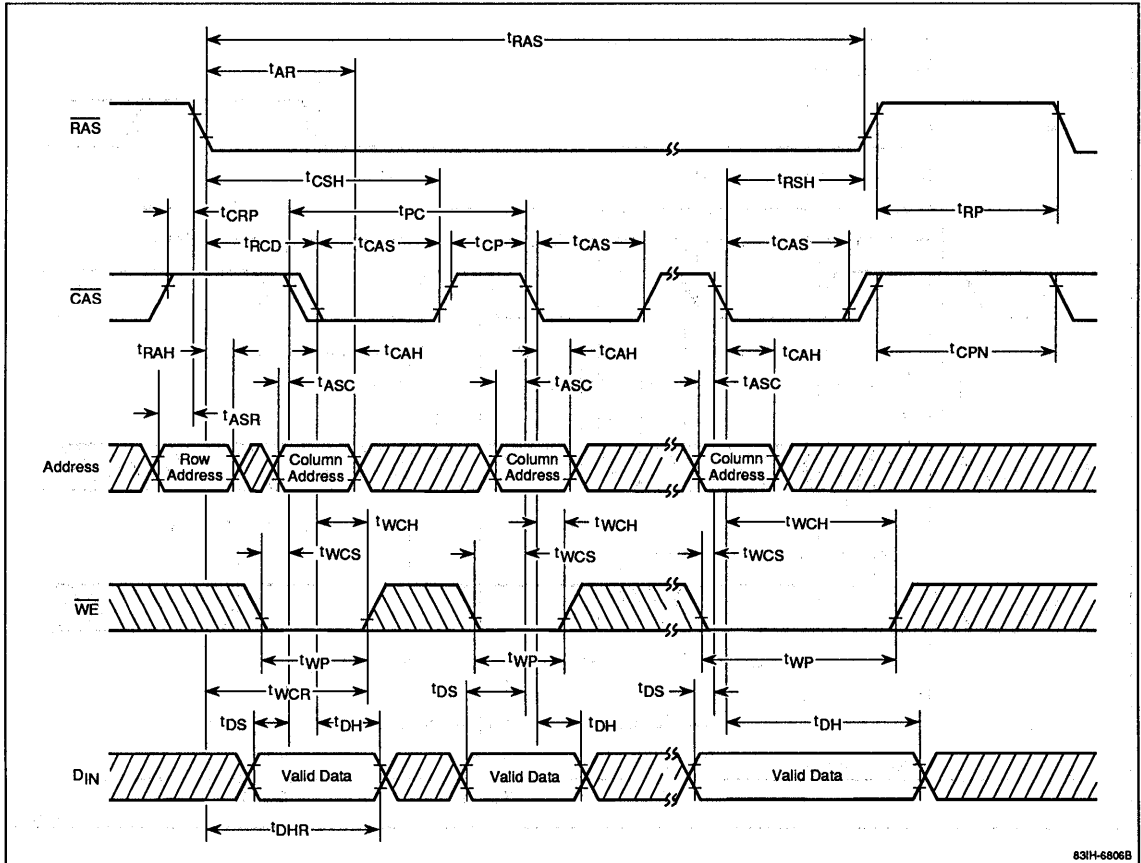 tRAS
tAR
RAS
tCSH
tRSH
tCRP
tPC
tRP
tRCD
tCAS
tCP
tCAS
tCAS
CAS
tRAH
tCAH
tCAH
tCAH
tCPN
tASC
tASC
tASC
tASR
Address
Row Address
Column Address
Column Address
Column Address
tWCH
tWCH
tWCH
tWCS
tWCS
tWCS
WE
tWP
tWP
tWP
tWCR
tDS
tDS
tDS
tDH
tDH
tDH
DIN
Valid Data
Valid Data
Valid Data
tDHR
83IH-6806B